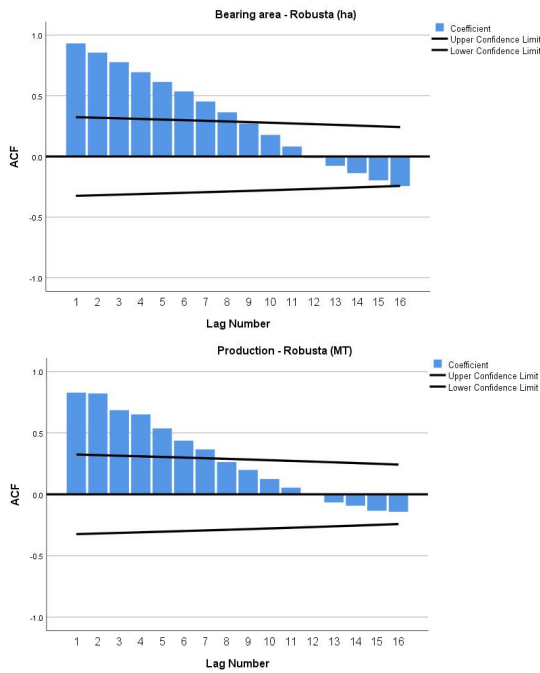 Bearing area - Robusta (ha)
Coefficient
Upper Confidence Limit
Lower Confidence Limit
1.0
0.5
0.0
-0.5
-1.0
ACF
1 2 3 4 5 6 7 8 9 10 11 12 13 14 15 16
Lag Number
Production - Robusta (MT)
Coefficient
Upper Confidence Limit
Lower Confidence Limit
1.0
0.5
0.0
-0.5
-1.0
ACF
1 2 3 4 5 6 7 8 9 10 11 12 13 14 15 16
Lag Number